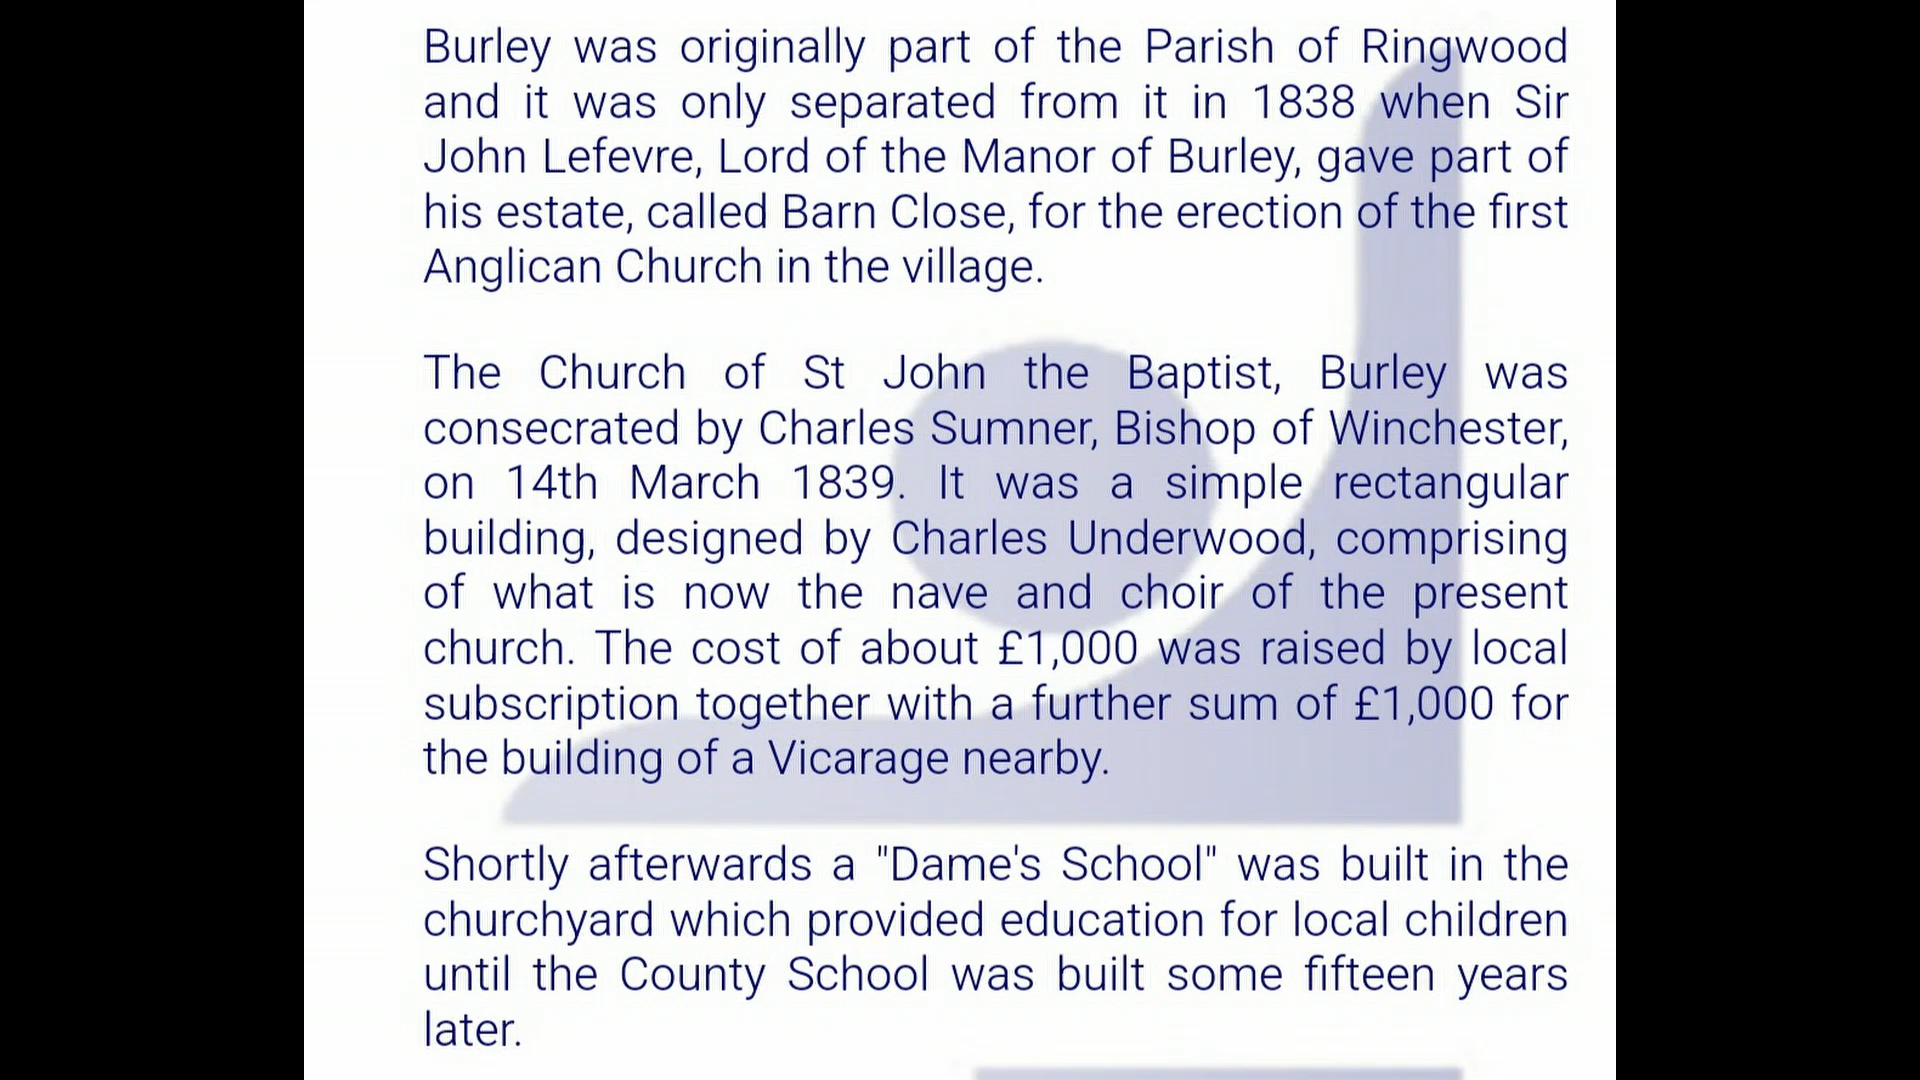 Burley was originally part of the Parish of Ringwood
and it was only separated from it in 1838 when Sir
John Lefevre, Lord of the Manor of Burley, gave part of
his estate, called Barn Close, for the erection of the first
Anglican Church in the village.
The Church of St John the Baptist, Burley was
consecrated by Charles Sumner, Bishop of Winchester,
on 14th March 1839. It was a simple rectangular
building, designed by Charles Underwood, comprising
of what is now the nave and choir of the present
church. The cost of about £1,000 was raised by local
subscription together with a further sum of £1,000 for
the building of a Vicarage nearby.
Shortly afterwards a "Dame's School" was built in the
churchyard which provided education for local children
until the County School was built some fifteen years
later.